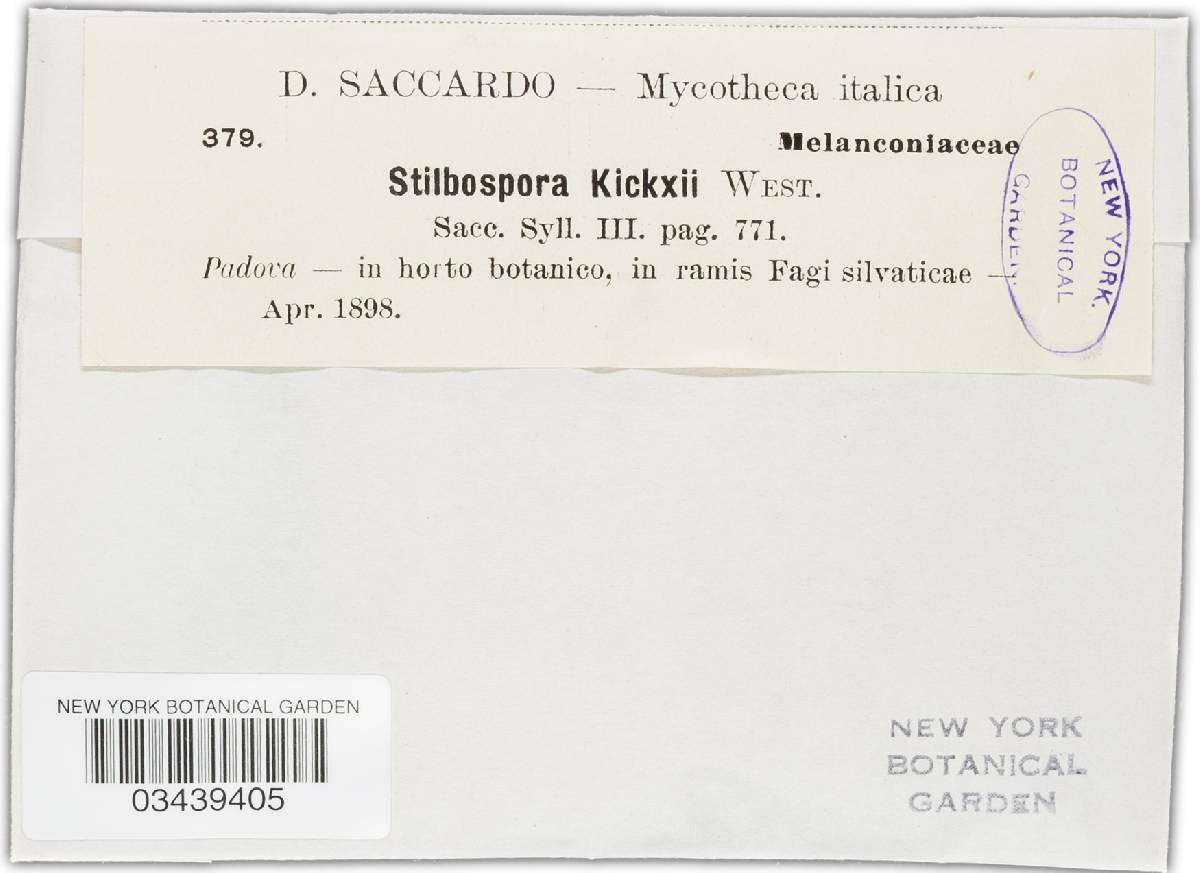 D. SACCARDO — Mycotheca italica
379.
Melanconiaceae
Stilbospora Kickxii WEST.
Sacc. Syll. III. pag. 771.
Padova — in horto botanico, in ramis Fagi silvaticae —
Apr. 1898.
NEW YORK
BOTANICAL
GARDEN
NEW YORK BOTANICAL GARDEN
03439405
NEW YORK
BOTANICAL
GARDEN